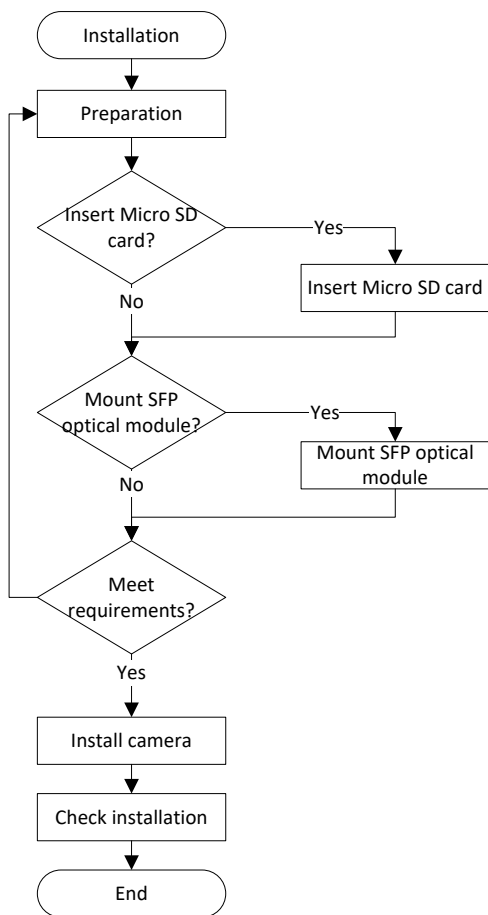 Installation
Preparation
Insert Micro SD
card?
Yes
Insert Micro SD card
No
Mount SFP
optical module?
Yes
Mount SFP optical
module
No
Meet
requirements?
Yes
Install camera
Check installation
End